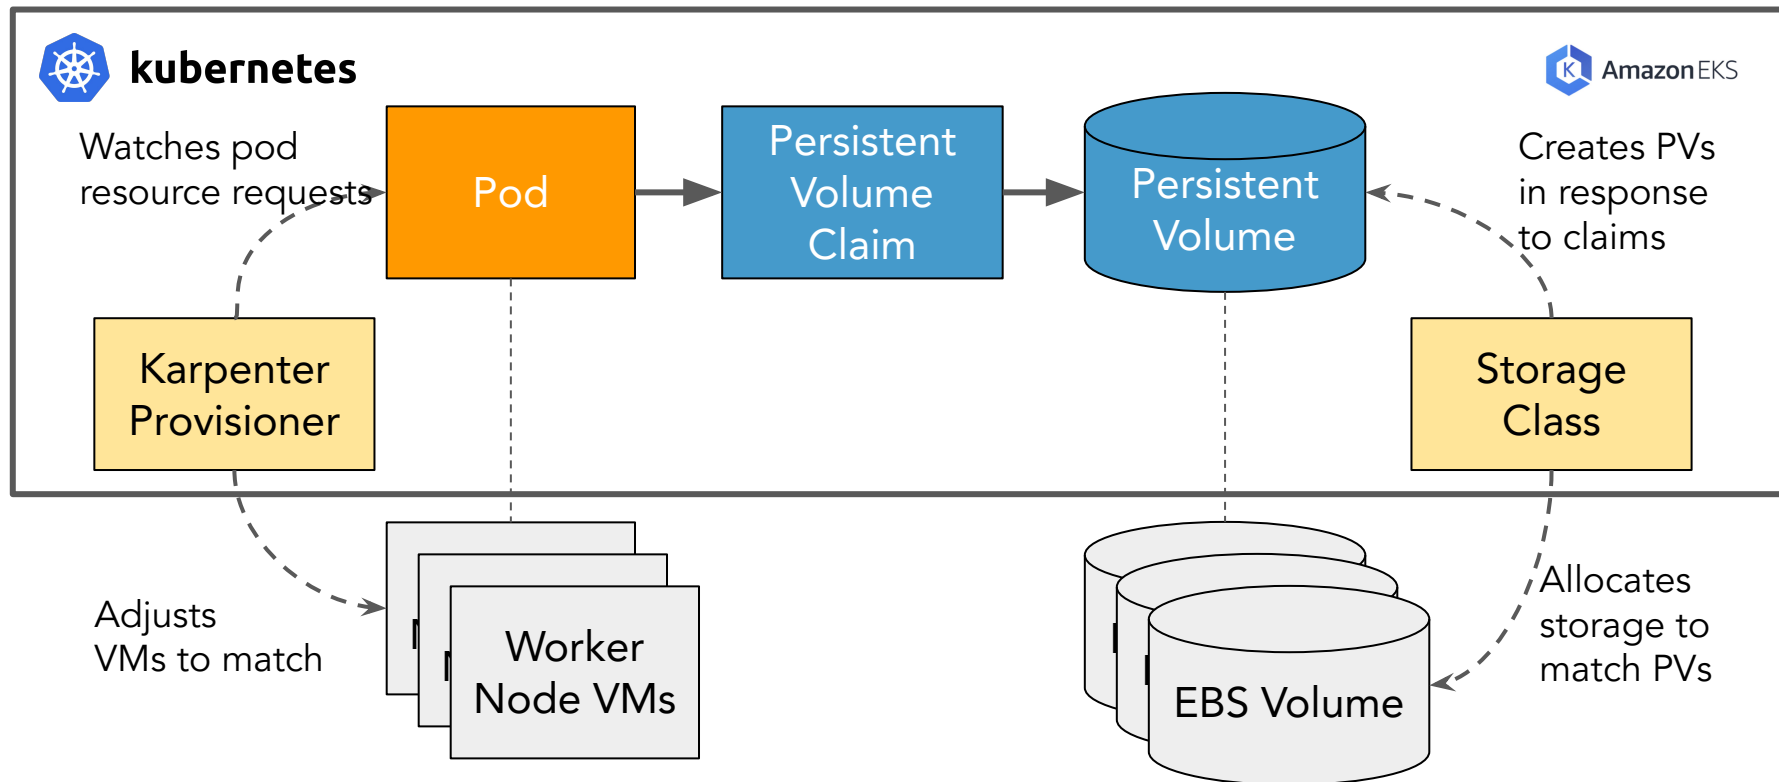 kubernetes
Amazon EKS
Watches pod
resource requests
Pod
Persistent
Volume
Claim
Persistent
Volume
Creates PVs
in response
to claims
Karpenter
Provisioner
Storage
Class
Adjusts
VMs to match
Worker
Node VMs
EBS Volume
Allocates
storage to
match PVs